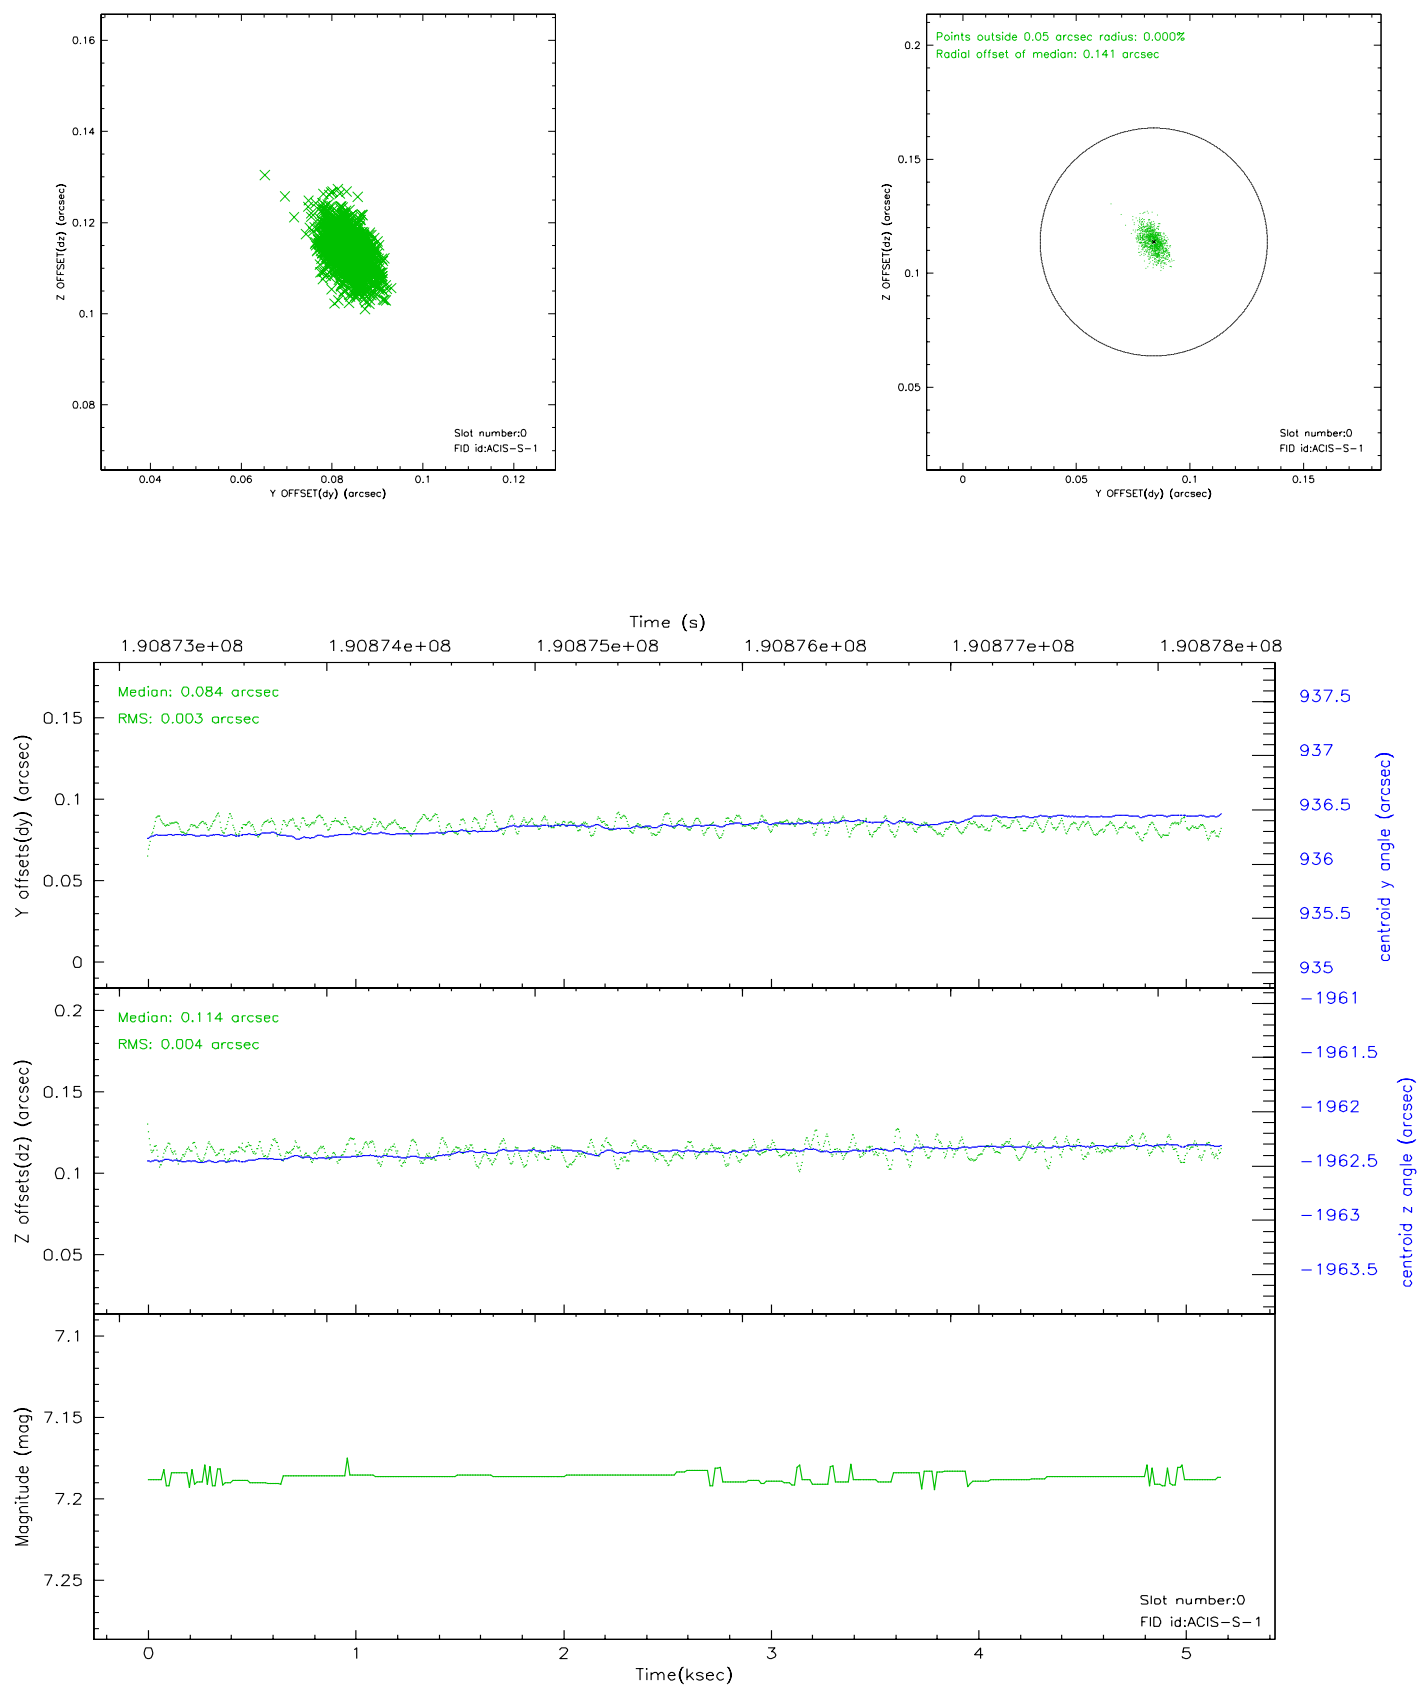 0.16
0.14
0.12
0.1
0.08
Z OFFSET(dz) (arcsec)
Slot number:0
FID id:ACIS-S-1
0.04 0.06 0.08 0.1 0.12
Y OFFSET(dy) (arcsec)
Points outside 0.05 arcsec radius: 0.000%
Radial offset of median: 0.141 arcsec
0.2
0.15
0.1
0.05
Z OFFSET(dz) (arcsec)
Slot number:0
FID id:ACIS-S-1
0 0.05 0.1 0.15
Y OFFSET(dy) (arcsec)
Time (s)
1.90873e+08 1.90874e+08 1.90875e+08 1.90876e+08 1.90877e+08 1.90878e+08
Median: 0.084 arcsec
RMS: 0.003 arcsec
0.15
0.1
0.05
0
Y offsets(dy) (arcsec)
937.5
937
936.5
936
935.5
935
centroid y angle (arcsec)
Median: 0.114 arcsec
RMS: 0.004 arcsec
0.2
0.15
0.1
0.05
Z offsets(dz) (arcsec)
-1961
-1961.5
-1962
-1962.5
-1963
-1963.5
centroid z angle (arcsec)
7.1
7.15
7.2
7.25
Magnitude (mag)
Slot number:0
FID id:ACIS-S-1
0 1 2 3 4 5
Time(ksec)